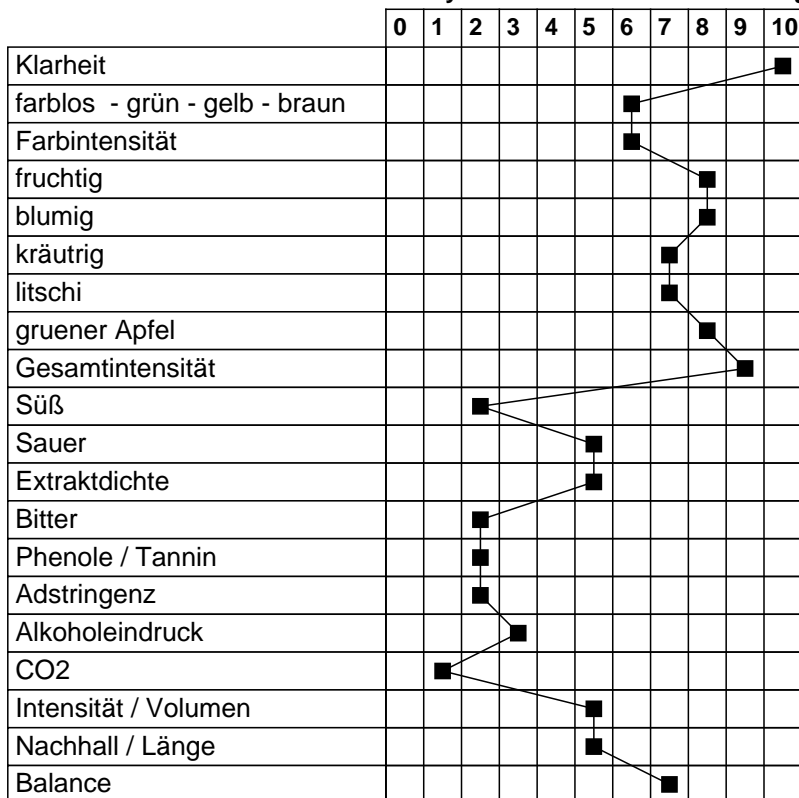 0 1 2 3 4 5 6 7 8 9 10
Klarheit
farblos - grün - gelb - braun
Farbintensität
fruchtig
blumig
kräutrig
litschi
gruener Apfel
Gesamtintensität
Süß
Sauer
Extraktdichte
Bitter
Phenole / Tannin
Adstringenz
Alkoholeindruck
CO2
Intensität / Volumen
Nachhall / Länge
Balance